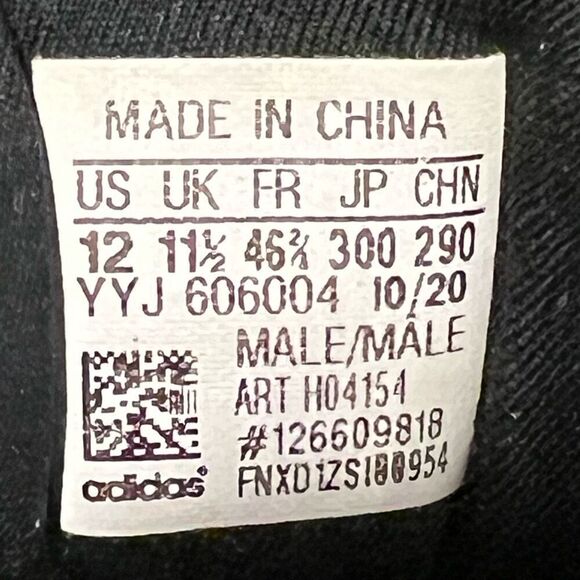 MADE IN CHINA
US UK FR JP CHN
12 11½ 46⅔ 300 290
YYJ 606004 10/20
MALE/MÂLE
ART H04154
#126609818
adidas®